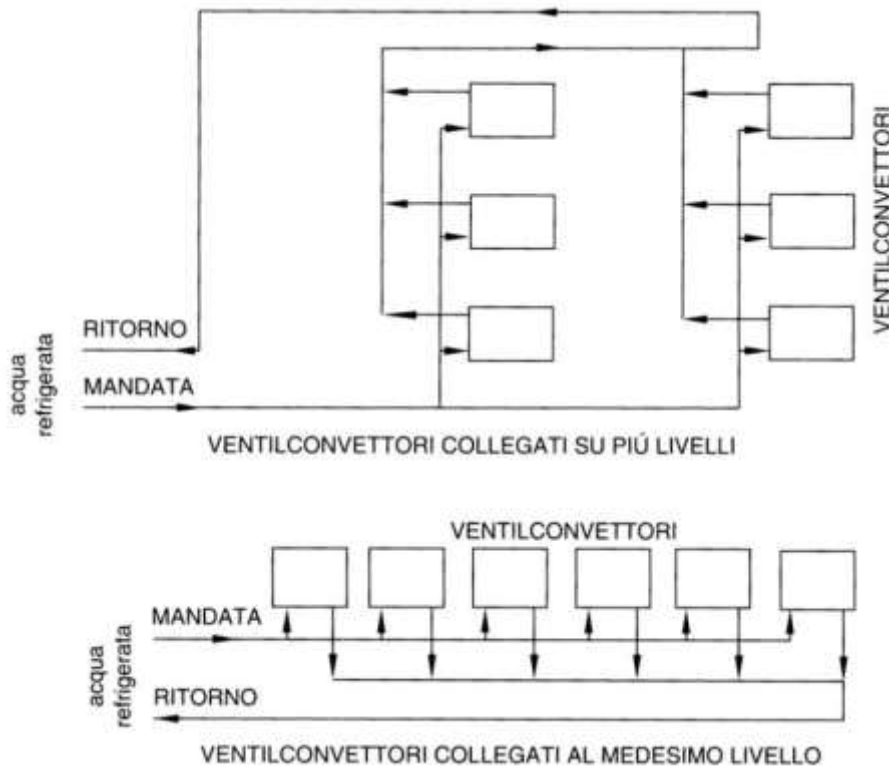 VENTILCONVETTORI
RITORNO
acqua
refrigerata
MANDATA
VENTILCONVETTORI COLLEGATI SU PIÚ LIVELLI
VENTILCONVETTORI
MANDATA
acqua
refrigerata
RITORNO
VENTILCONVETTORI COLLEGATI AL MEDESIMO LIVELLO